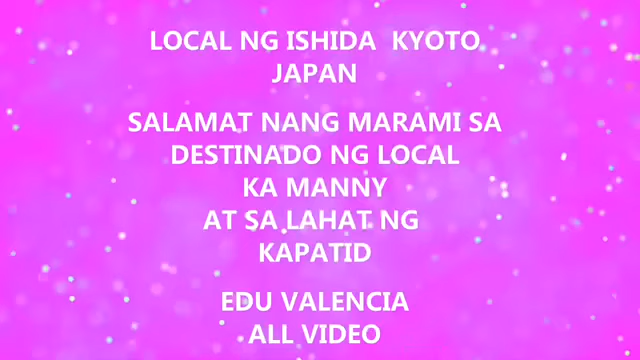 LOCAL NG ISHIDA  KYOTO
JAPAN
SALAMAT NANG MARAMI SA
DESTINADO NG LOCAL
KA MANNY
AT SA LAHAT NG
KAPATID
EDU VALENCIA
ALL VIDEO